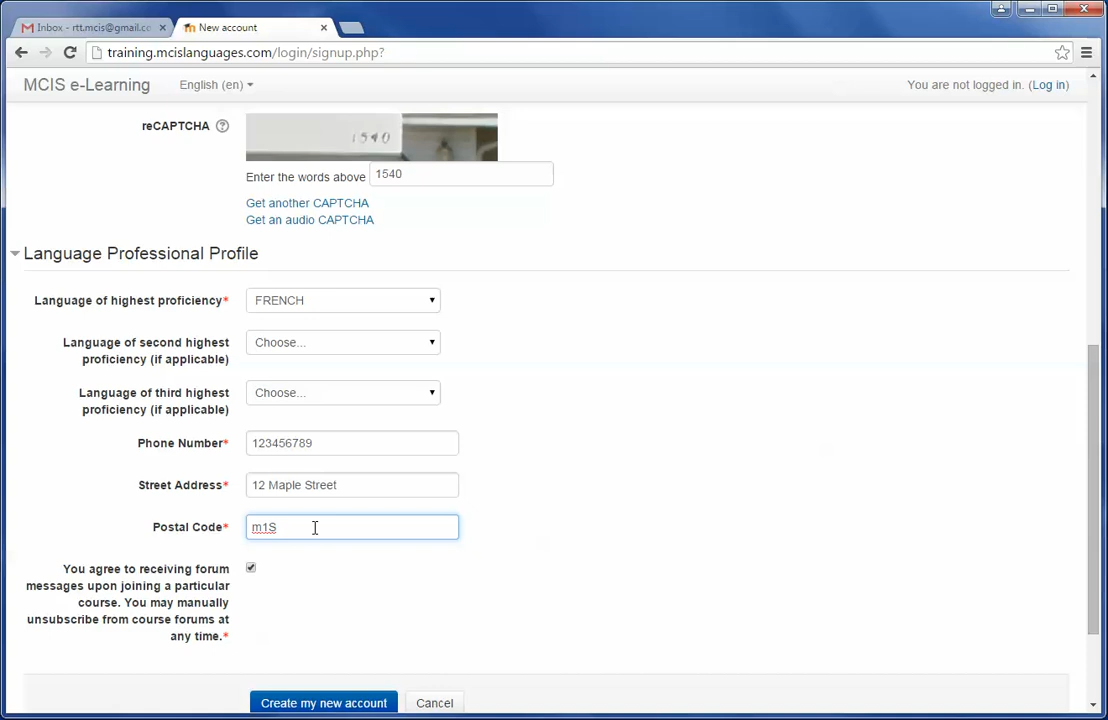 Inbox - rtt.mcis@gmail.co
New account
training.mcislanguages.com/login/signup.php?
MCIS e-Learning
English (en)
You are not logged in. (Log in)
reCAPTCHA
1540
Enter the words above 1540
Get another CAPTCHA
Get an audio CAPTCHA
Language Professional Profile
Language of highest proficiency* FRENCH
Language of second highest
proficiency (if applicable)
Choose...
Language of third highest
proficiency (if applicable)
Choose...
Phone Number* 123456789
Street Address* 12 Maple Street
Postal Code* m1S
You agree to receiving forum
messages upon joining a particular
course. You may manually
unsubscribe from course forums at
any time.*
Create my new account
Cancel